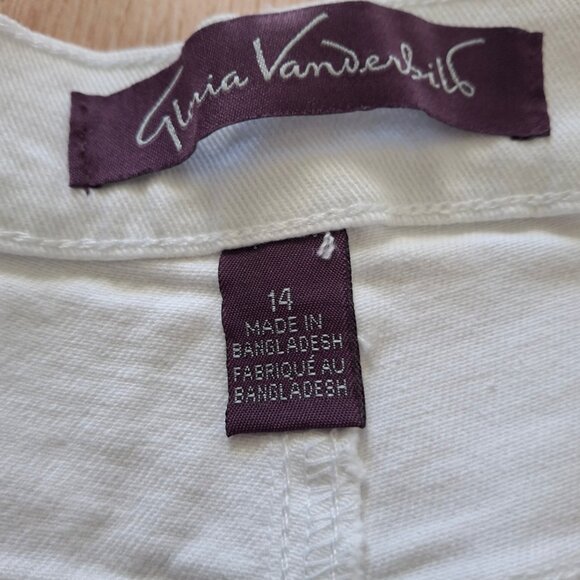 Gloria Vanderbilt
14
MADE IN
BANGLADESH
FABRIQUÉ AU
BANGLADESH